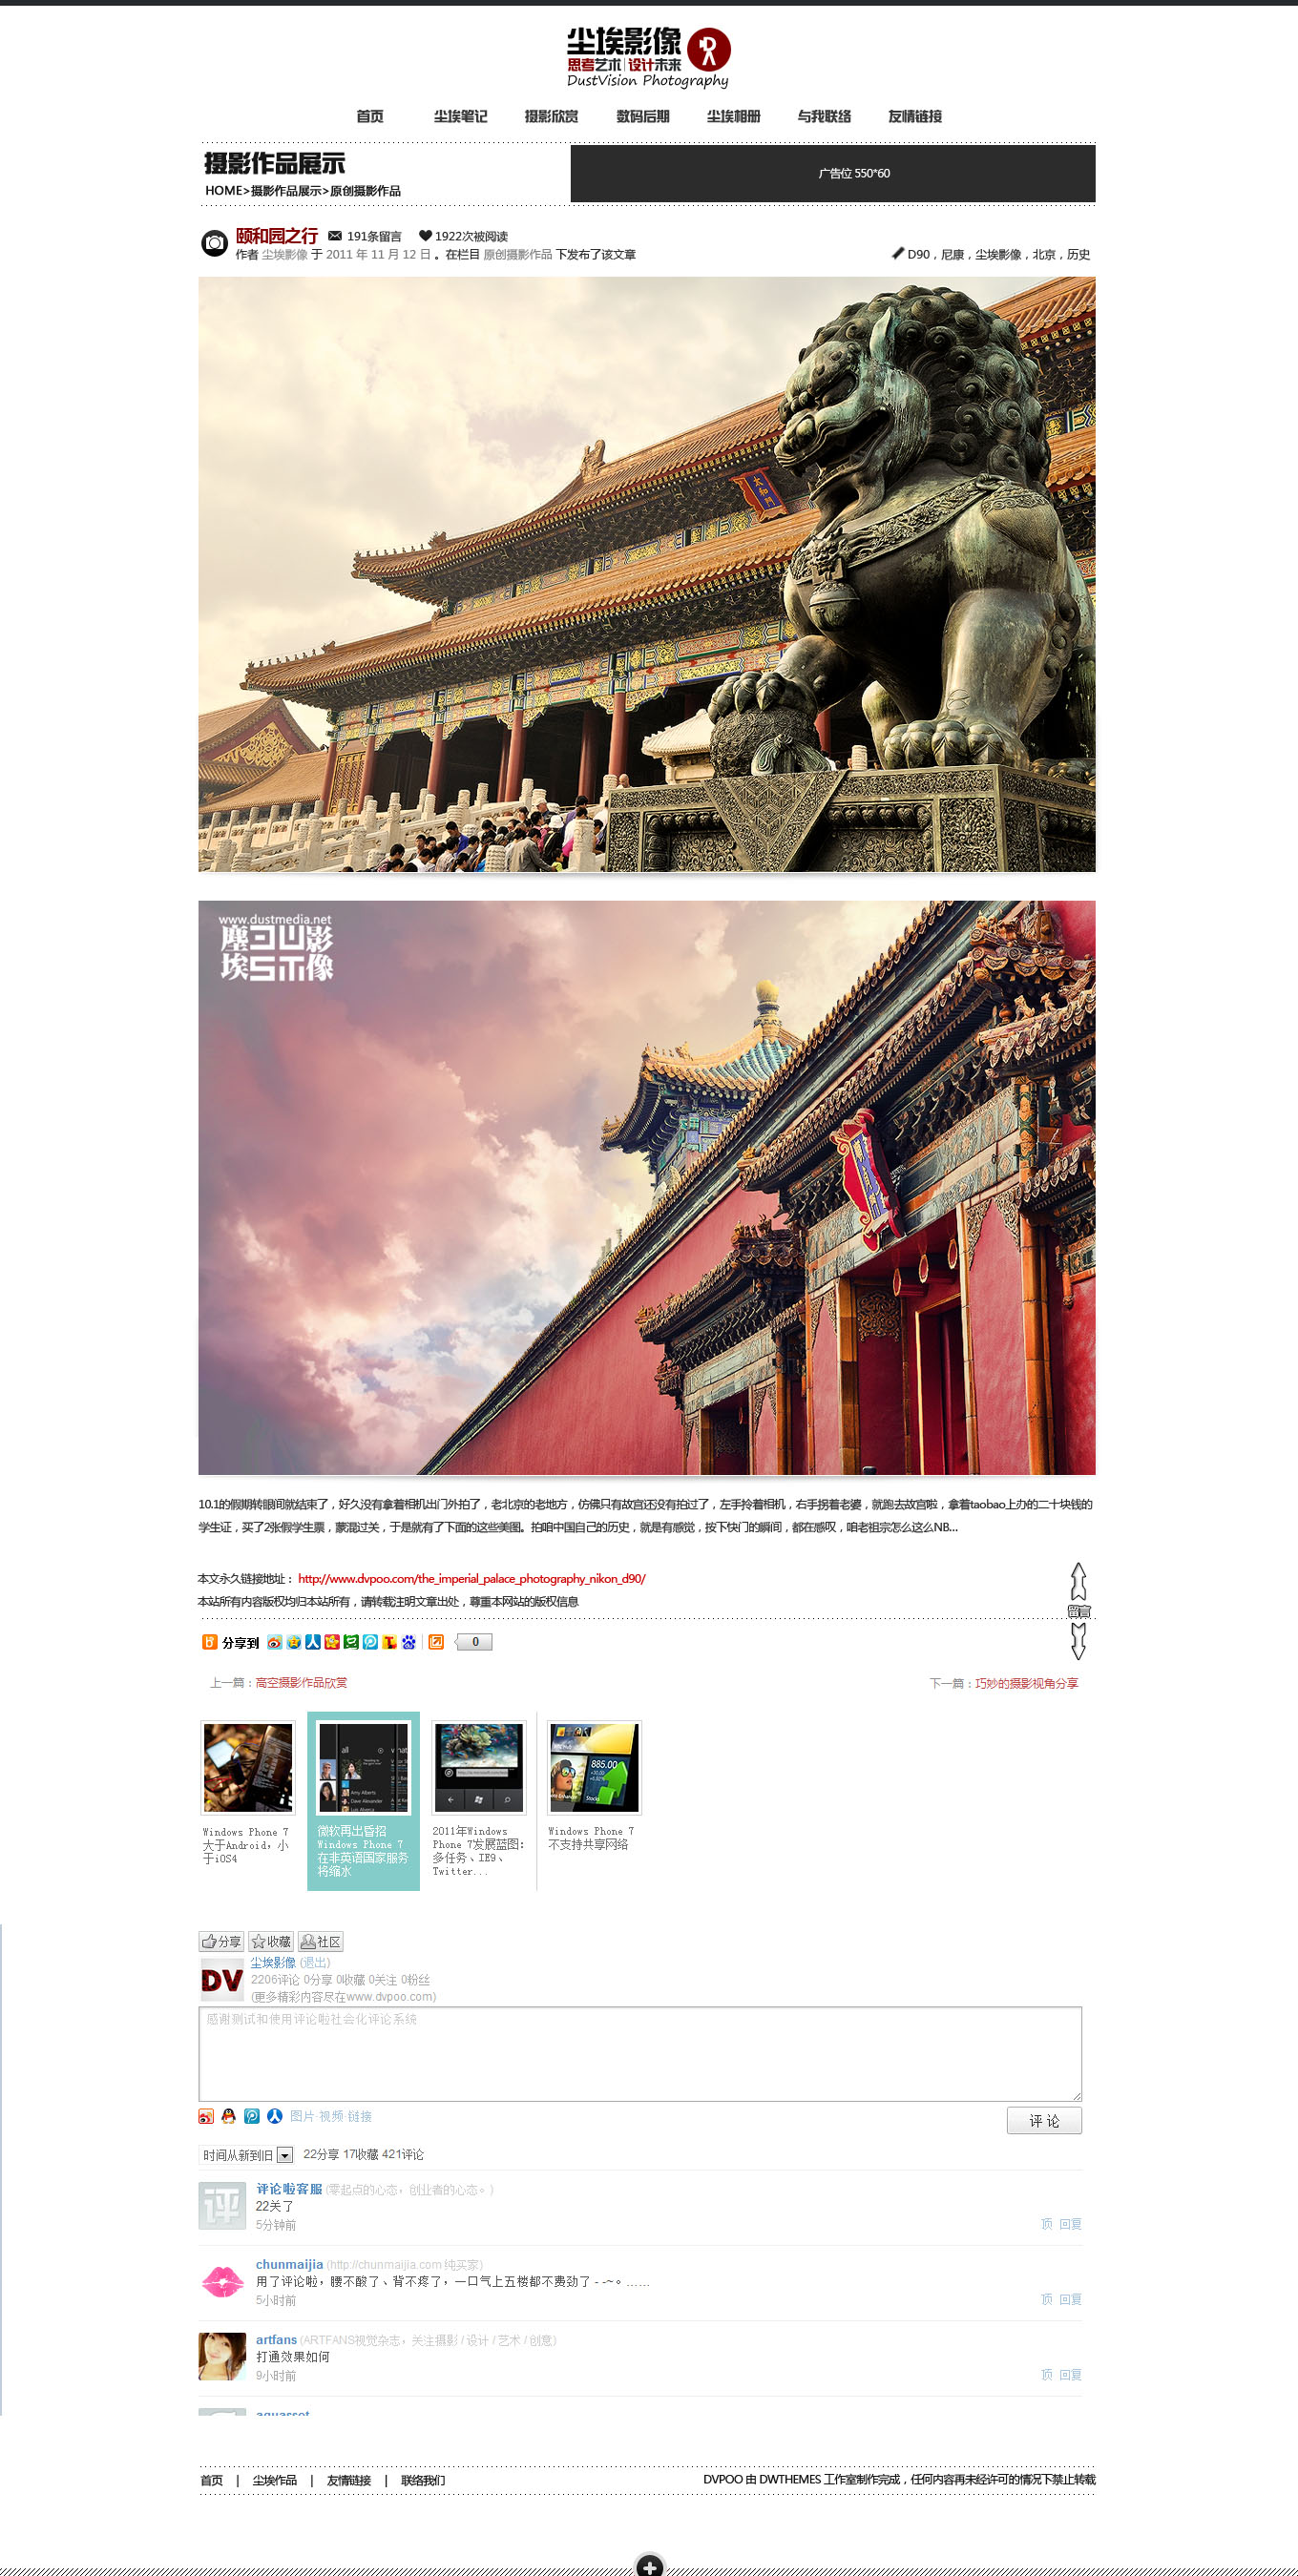 尘埃影像
思考艺术 设计未来
DustVision Photography
首页 尘埃笔记 摄影欣赏 数码后期 尘埃相册 与我联络 友情链接
摄影作品展示
HOME>摄影作品展示>原创摄影作品
广告位 550*60
颐和园之行 191条留言 1922次被阅读
作者 尘埃影像 于 2011 年 11 月 12 日 。在栏目 原创摄影作品 下发布了该文章
D90，尼康，尘埃影像，北京，历史
www.dustmedia.net
塵埃影像
10.1的假期转眼间就结束了，好久没有拿着相机出门外拍了，老北京的老地方，仿佛只有故宫还没有拍过了，左手拎着相机，右手拐着老婆，就跑去故宫啦，拿着taobao上办的二十块钱的
学生证，买了2张假学生票，蒙混过关，于是就有了下面的这些美图。拍咱中国自己的历史，就是有感觉，按下快门的瞬间，都在感叹，咱老祖宗怎么这么NB...
本文永久链接地址： http://www.dvpoo.com/the_imperial_palace_photography_nikon_d90/
本站所有内容版权均归本站所有，请转载注明文章出处，尊重本网站的版权信息
留言
分享到 0
上一篇：高空摄影作品欣赏
下一篇：巧妙的摄影视角分享
Windows Phone 7
大于Android，小
于iOS4
微软再出昏招
Windows Phone 7
在非英语国家服务
将缩水
2011年Windows
Phone 7发展蓝图：
多任务、IE9、
Twitter...
885.00
Windows Phone 7
不支持共享网络
分享 收藏 社区
DV
尘埃影像 (退出)
2206评论 0分享 0收藏 0关注 0粉丝
(更多精彩内容尽在www.dvpoo.com)
感谢测试和使用评论啦社会化评论系统
图片·视频·链接
评 论
时间从新到旧 22分享 17收藏 421评论
评
评论啦客服 (零起点的心态，创业者的心态。)
22关了
5分钟前
顶 回复
chunmaijia (http://chunmaijia.com 纯买家)
用了评论啦，腰不酸了、背不疼了，一口气上五楼都不费劲了 - -~。……
5小时前
顶 回复
artfans (ARTFANS视觉杂志，关注摄影 / 设计 / 艺术 / 创意)
打通效果如何
9小时前
顶 回复
首页 | 尘埃作品 | 友情链接 | 联络我们
DVPOO 由 DWTHEMES 工作室制作完成，任何内容再未经许可的情况下禁止转载